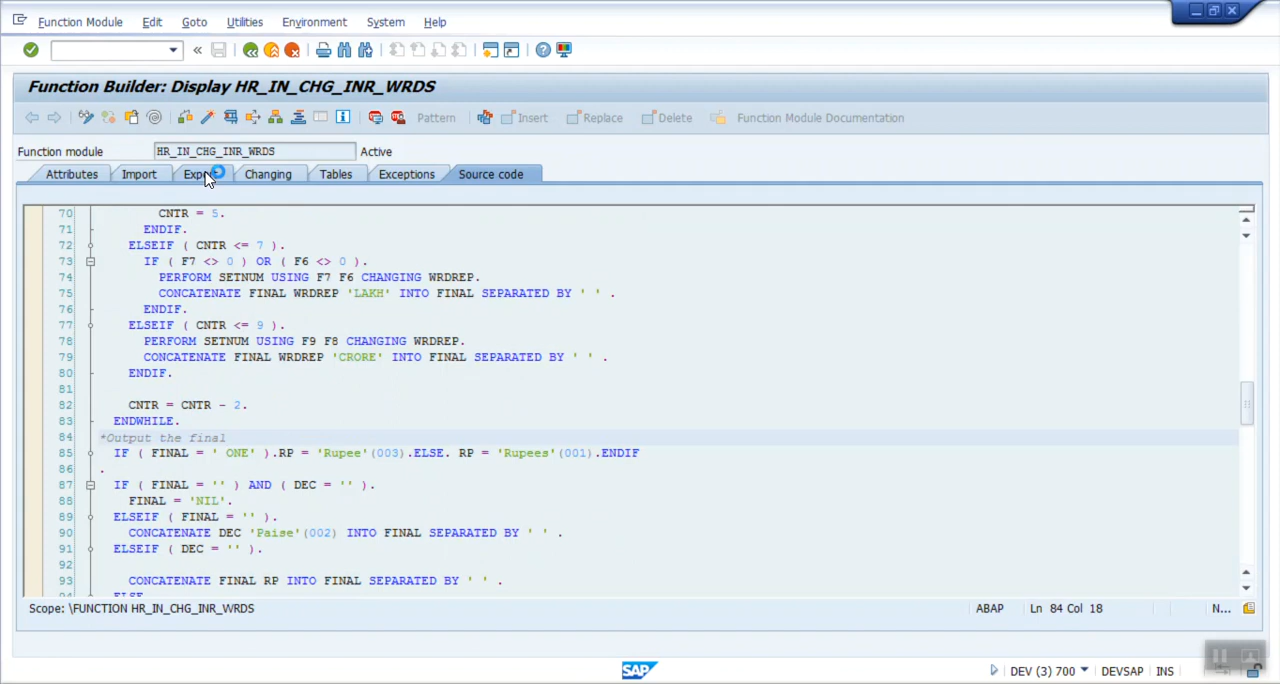 Function Module Edit Goto Utilities Environment System Help
Function Builder: Display HR_IN_CHG_INR_WRDS
Pattern Insert Replace Delete Function Module Documentation
Function module HR_IN_CHG_INR_WRDS Active
Attributes Import Changing Tables Exceptions Source code
70 CNTR = 5.
71 ENDIF.
72 ELSEIF ( CNTR <= 7 ).
73 IF ( F7 <> 0 ) OR ( F6 <> 0 ).
74 PERFORM SETNUM USING F7 F6 CHANGING WRDREP.
75 CONCATENATE FINAL WRDREP 'LAKH' INTO FINAL SEPARATED BY ' ' .
76 ENDIF.
77 ELSEIF ( CNTR <= 9 ).
78 PERFORM SETNUM USING F9 F8 CHANGING WRDREP.
79 CONCATENATE FINAL WRDREP 'CRORE' INTO FINAL SEPARATED BY ' ' .
80 ENDIF.
81
82 CNTR = CNTR - 2.
83 ENDWHILE.
84 *Output the final
85 IF ( FINAL = ' ONE' ).RP = 'Rupee'(003).ELSE. RP = 'Rupees'(001).ENDIF
86 .
87 IF ( FINAL = '' ) AND ( DEC = '' ).
88 FINAL = 'NIL'.
89 ELSEIF ( FINAL = '' ).
90 CONCATENATE DEC 'Paise'(002) INTO FINAL SEPARATED BY ' ' .
91 ELSEIF ( DEC = '' ).
92
93 CONCATENATE FINAL RP INTO FINAL SEPARATED BY ' ' .
94 ELSE
Scope: \FUNCTION HR_IN_CHG_INR_WRDS ABAP Ln 84 Col 18 N...
SAP DEV (3) 700 DEVSAP INS